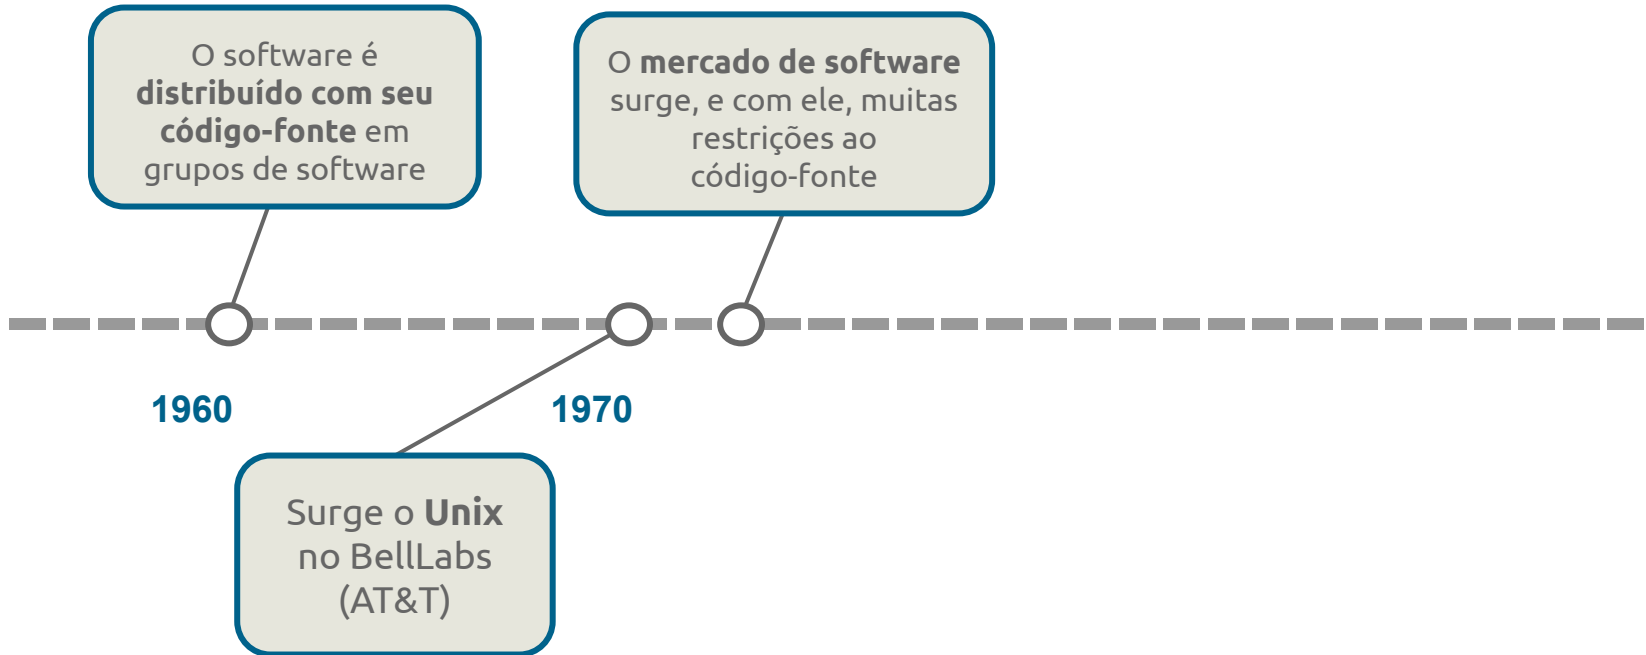 O software é
distribuído com seu
código-fonte em
grupos de software
O mercado de software
surge, e com ele, muitas
restrições ao
código-fonte
1960
1970
Surge o Unix
no BellLabs
(AT&T)